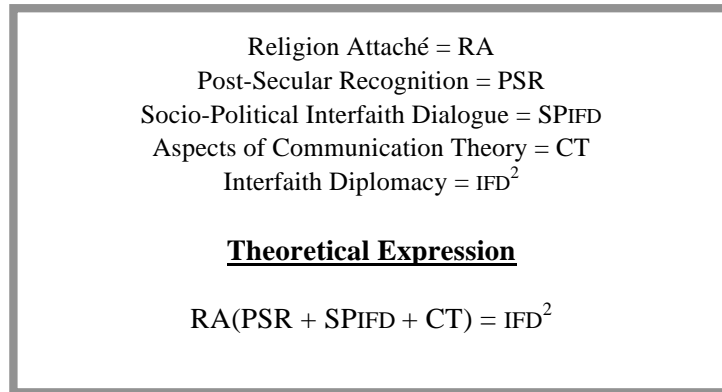 Religion Attaché = RA
Post-Secular Recognition = PSR
Socio-Political Interfaith Dialogue = SPIFD
Aspects of Communication Theory = CT
Interfaith Diplomacy = IFD²
Theoretical Expression
RA(PSR + SPIFD + CT) = IFD²